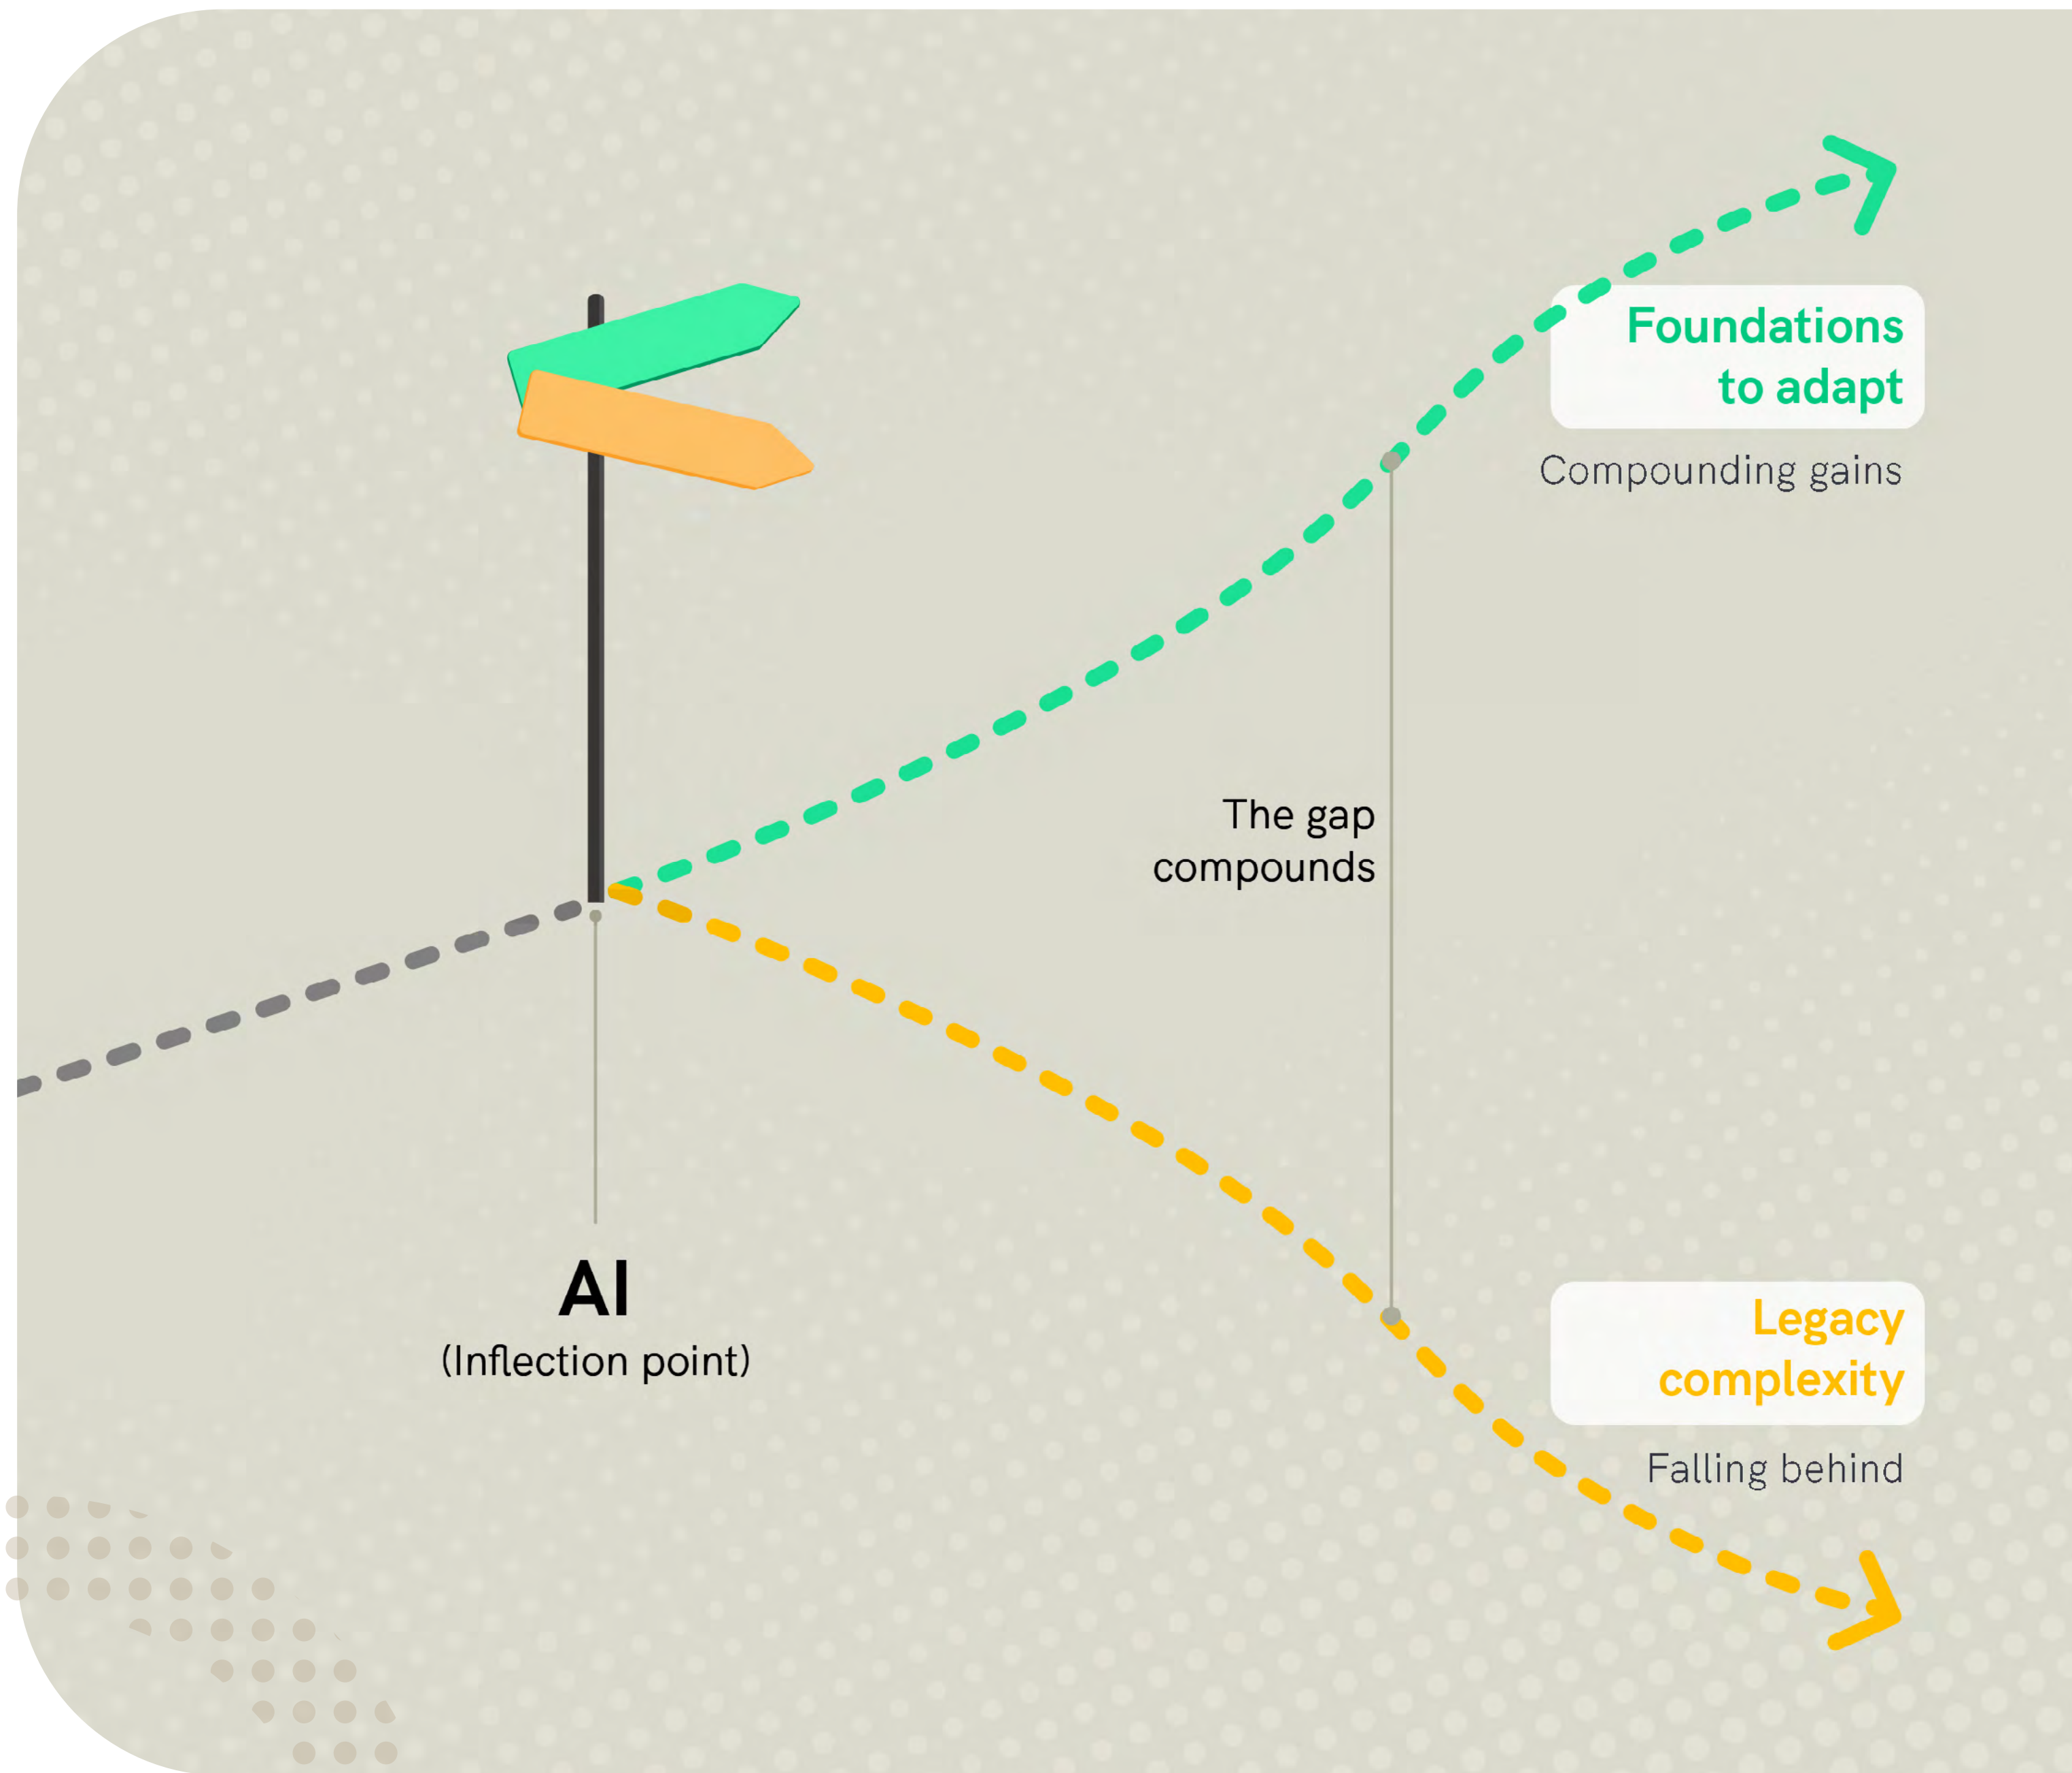 Foundations
to adapt
Compounding gains
The gap
compounds
AI
(Inflection point)
Legacy
complexity
Falling behind